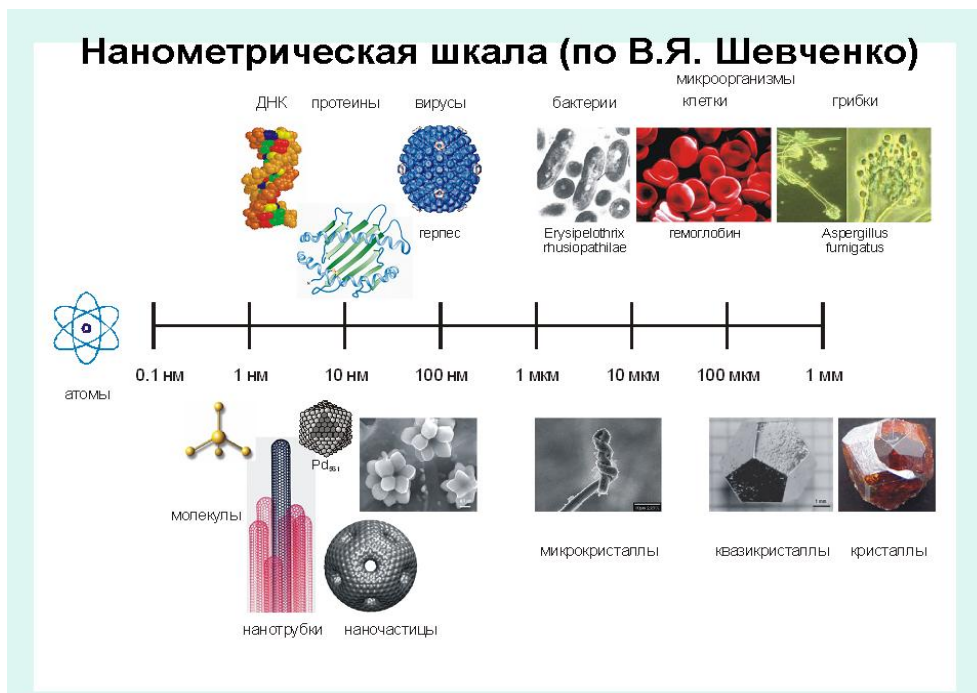 Нанометрическая шкала (по В.Я. Шевченко)
микроорганизмы
ДНК протеины вирусы бактерии клетки грибки
герпес
Erysipelothrix
rhusiopathilae
гемоглобин
Aspergillus
fumigatus
атомы
0.1 нм 1 нм 10 нм 100 нм 1 мкм 10 мкм 100 мкм 1 мм
Pd561
молекулы
микрокристаллы квазикристаллы кристаллы
нанотрубки наночастицы